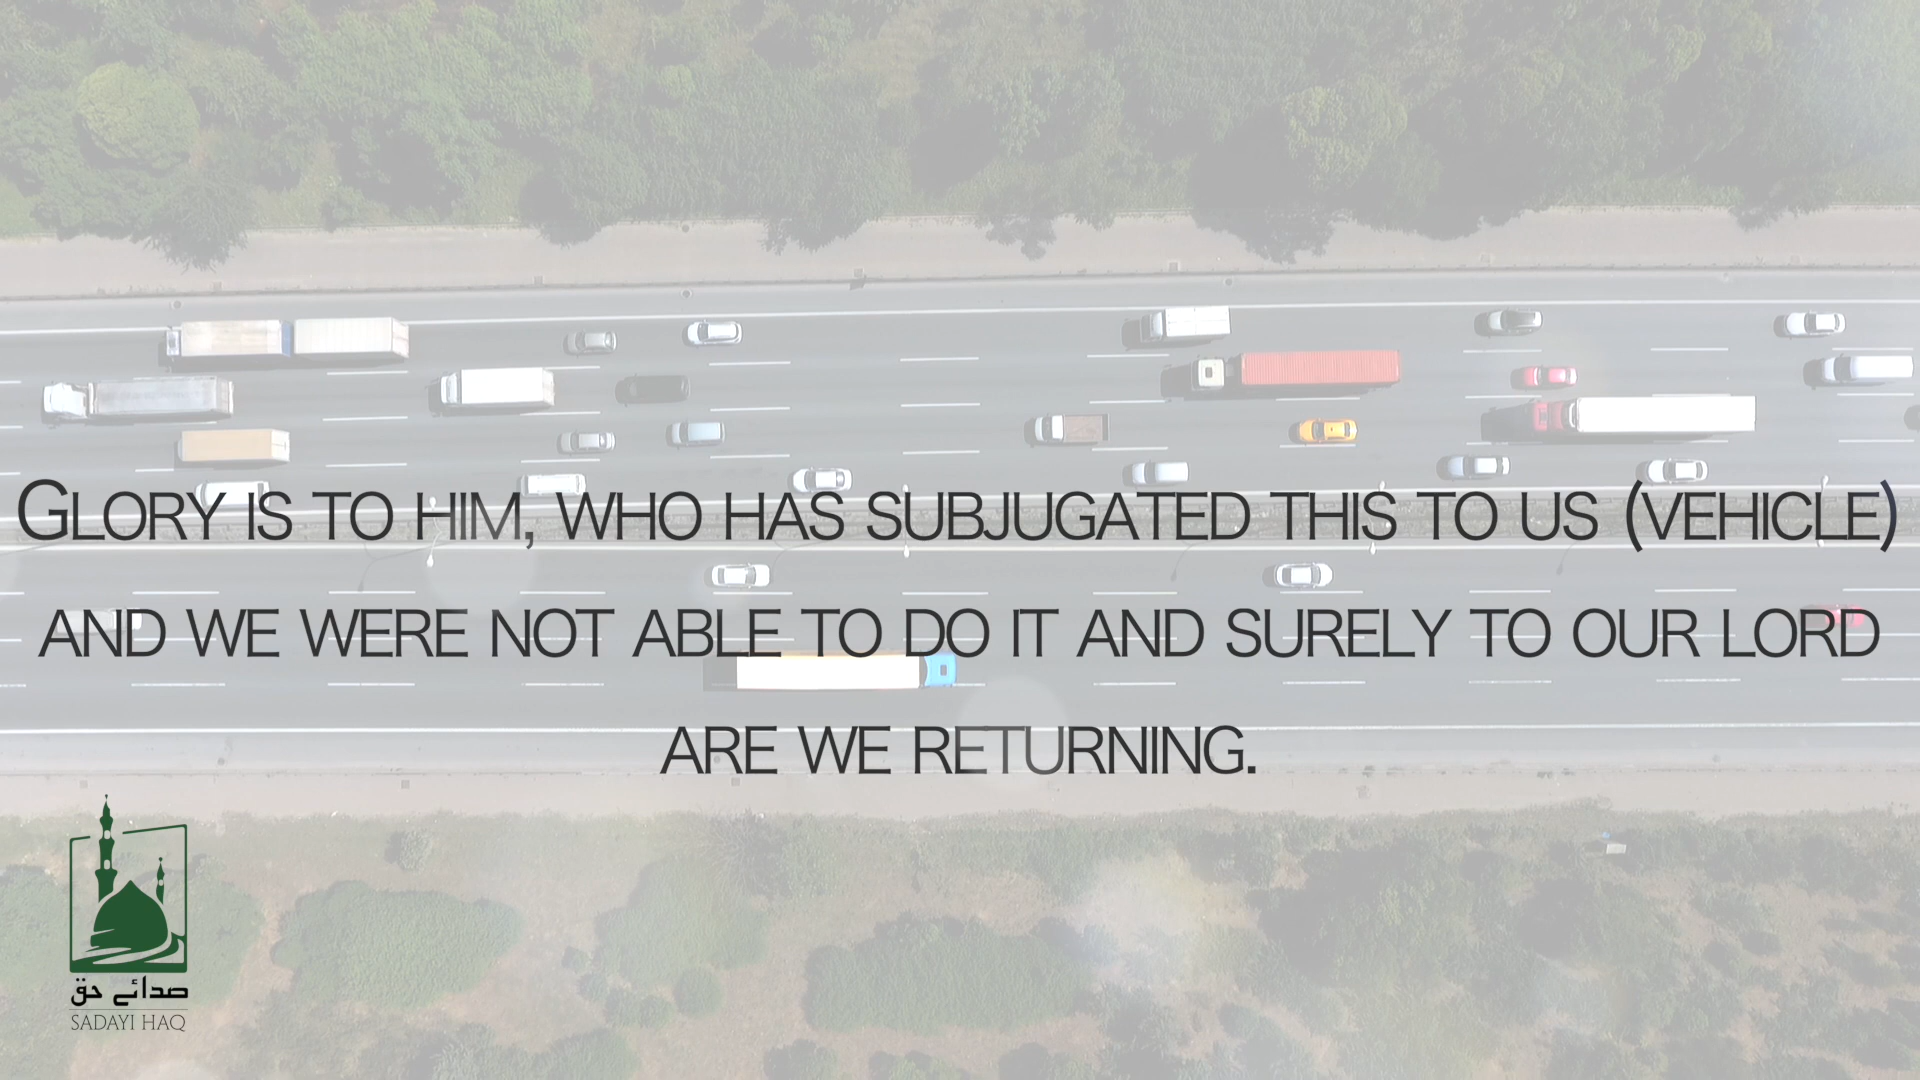 Glory is to Him, Who has subjugated this to us (vehicle)
and we were not able to do it and surely to our Lord
are we returning.
صدائے حق
SADAYI HAQ